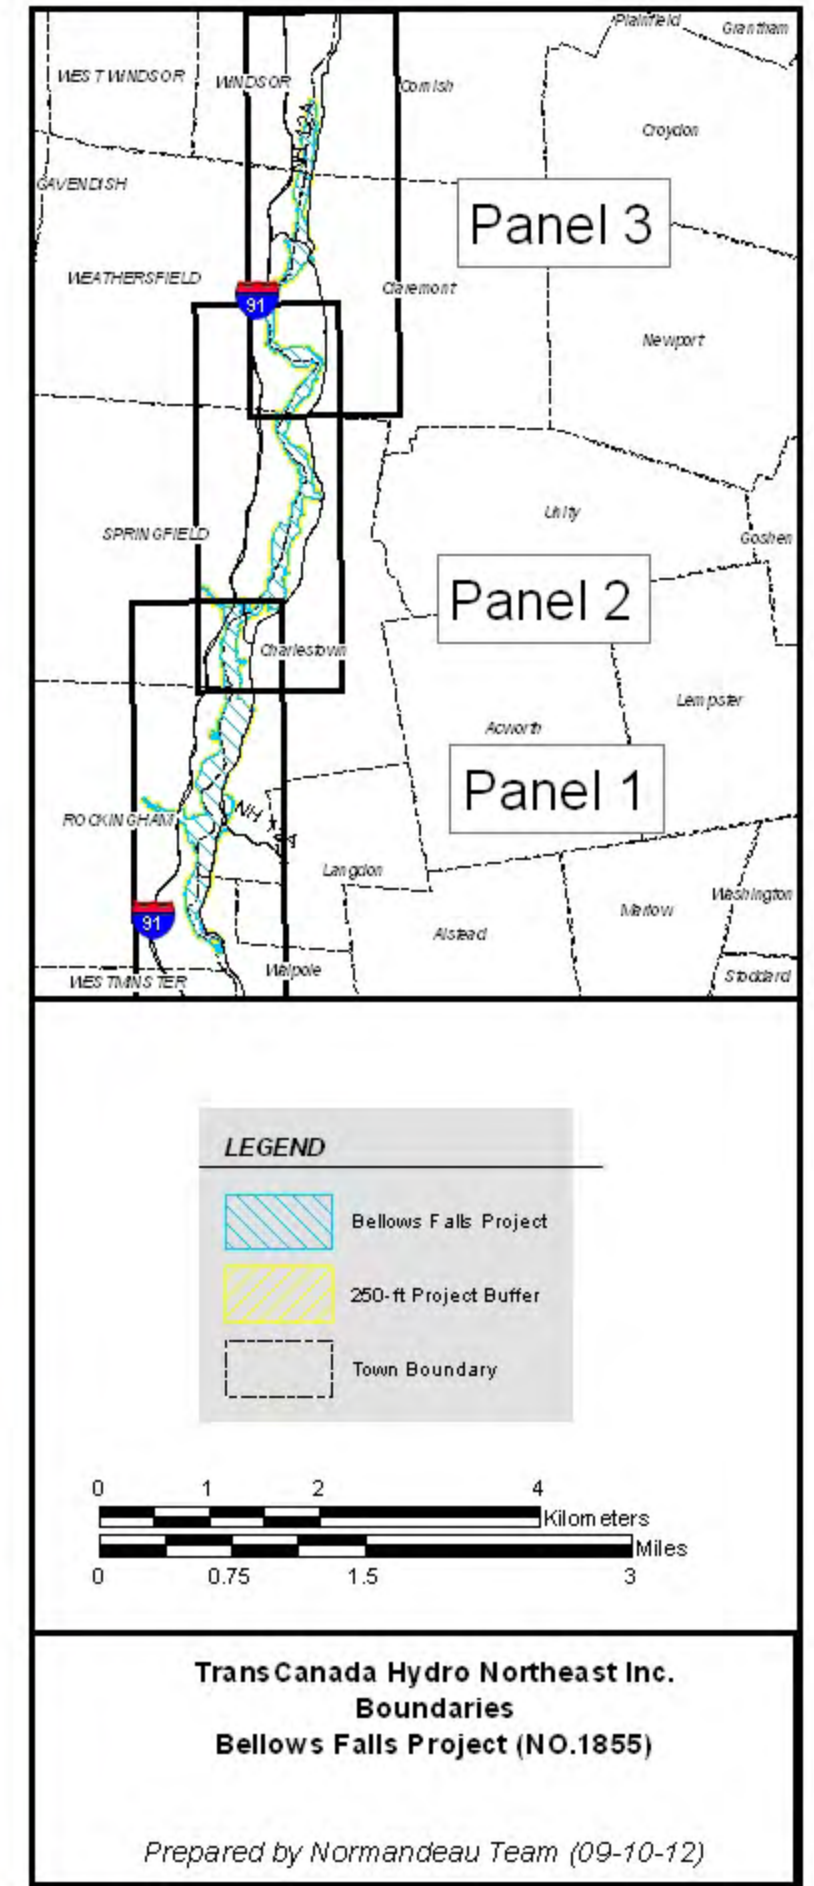 Plainfield
Grantham
WEST WINDSOR
WINDSOR
Cornish
Croydon
CAVENDISH
Panel 3
WEATHERSFIELD
Claremont
91
Newport
Unity
SPRINGFIELD
Goshen
Panel 2
Charlestown
Lempster
Acworth
Panel 1
ROCKINGHAM
Langdon
Washington
Marlow
91
Alstead
Walpole
Stoddard
WESTMINSTER
LEGEND
Bellows Falls Project
250-ft Project Buffer
Town Boundary
0 1 2 4
Kilometers
Miles
0 0.75 1.5 3
TransCanada Hydro Northeast Inc.
Boundaries
Bellows Falls Project (NO.1855)
Prepared by Normandeau Team (09-10-12)